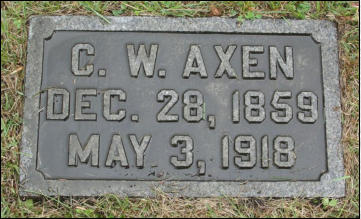 C. W. AXEN
DEC. 28, 1859
MAY 3, 1918